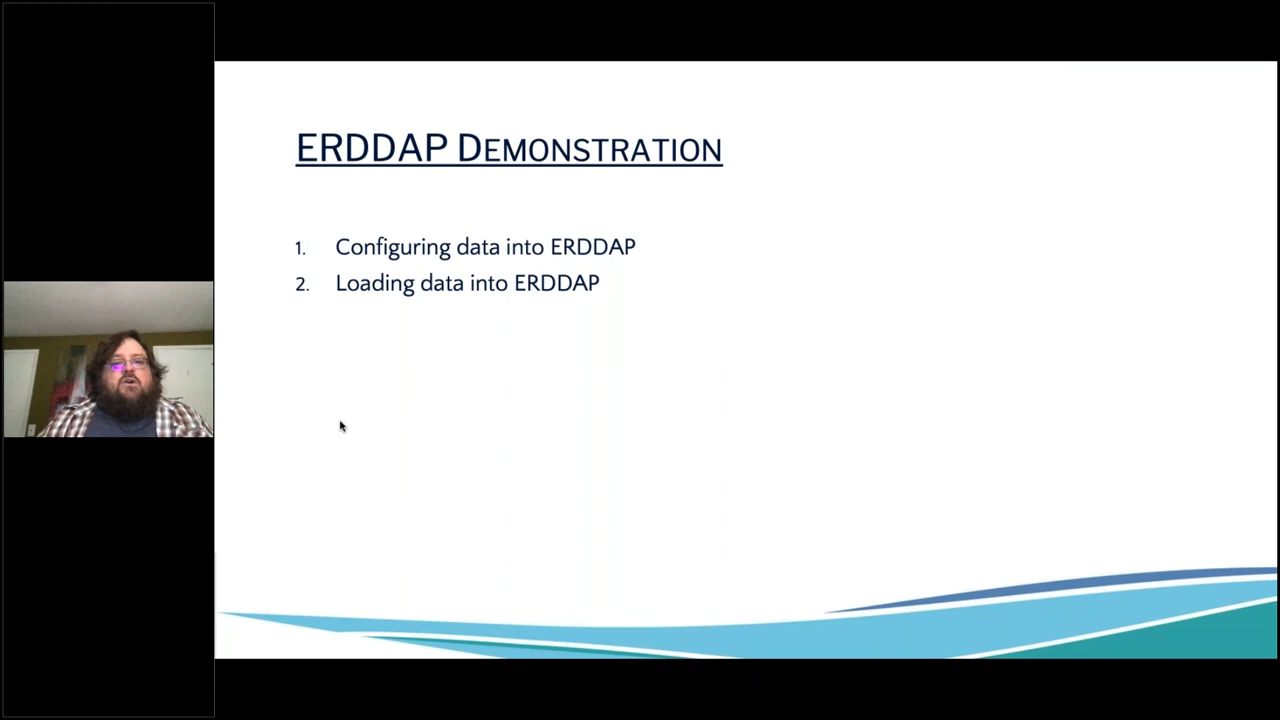 ERDDAP DEMONSTRATION
1. Configuring data into ERDDAP
2. Loading data into ERDDAP